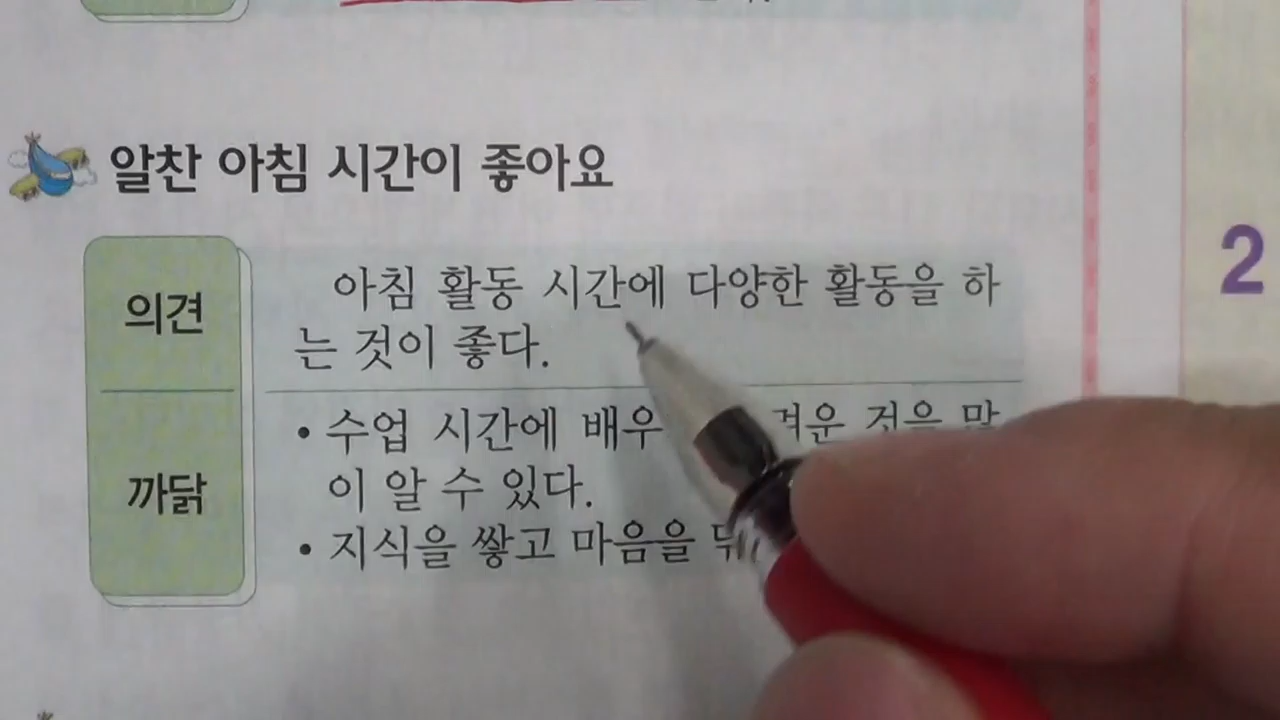 알찬 아침 시간이 좋아요
의견
아침 활동 시간에 다양한 활동을 하
는 것이 좋다.
까닭
• 수업 시간에 배우
이 알 수 있다.
• 지식을 쌓고 마음을
2